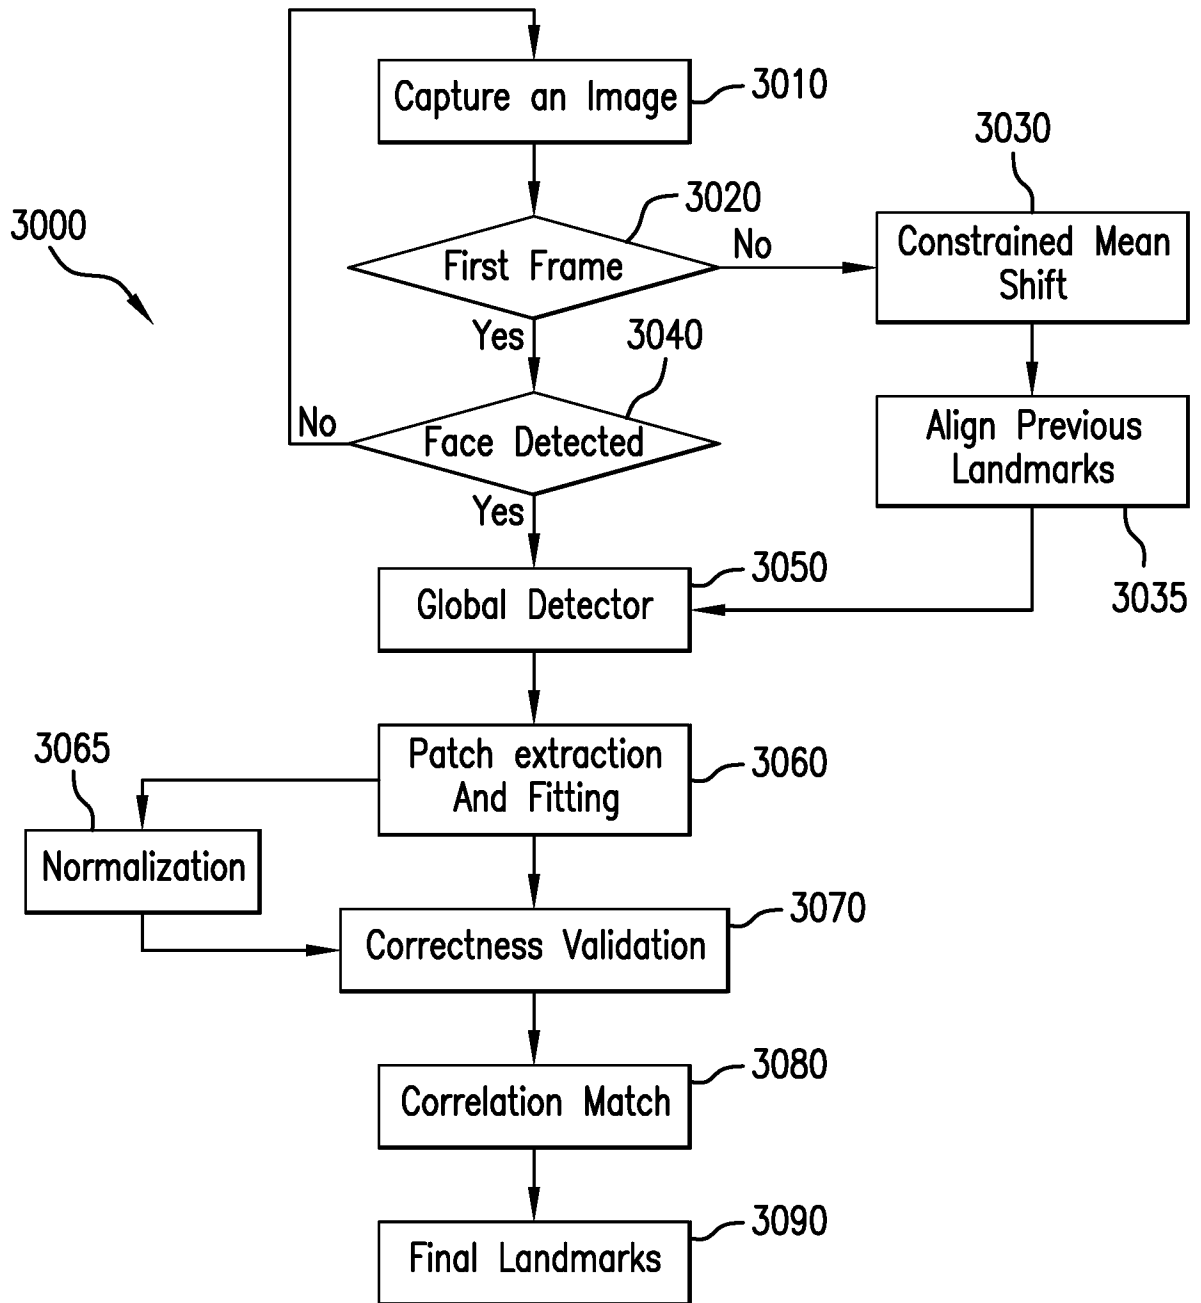 Capture an Image
3010
3030
3020
3000
First Frame
No
Constrained Mean
Shift
Yes
3040
No
Face Detected
Align Previous
Landmarks
Yes
3050
Global Detector
3035
3065
Patch extraction
And Fitting
3060
Normalization
3070
Correctness Validation
3080
Correlation Match
3090
Final Landmarks